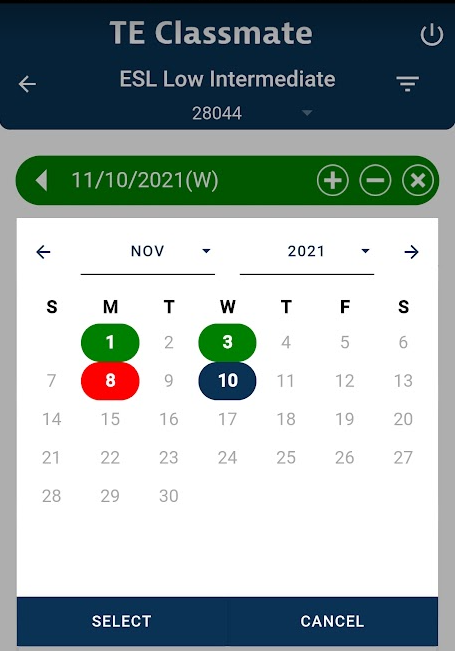 TE Classmate
ESL Low Intermediate
28044
11/10/2021(W)
NOV 2021
S M T W T F S
1 2 3 4 5 6
7 8 9 10 11 12 13
14 15 16 17 18 19 20
21 22 23 24 25 26 27
28 29 30
SELECT CANCEL